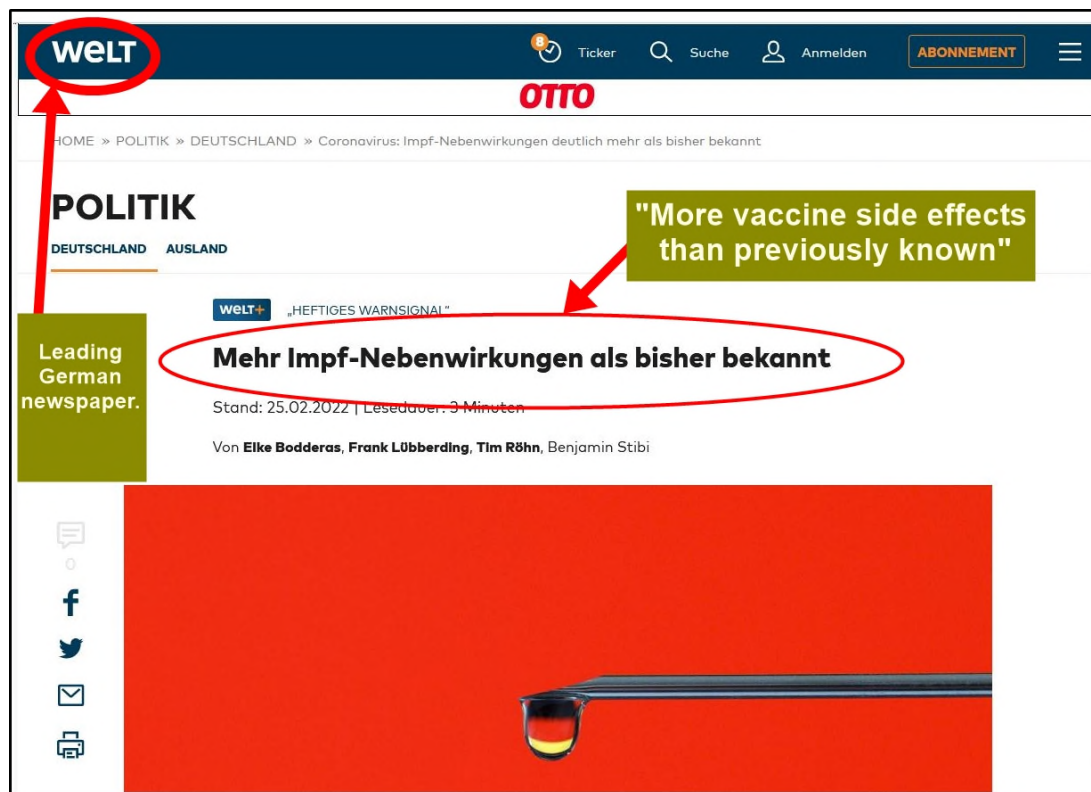 WELT
8
Ticker
Suche
Anmelden
ABONNEMENT
OTTO
HOME » POLITIK » DEUTSCHLAND » Coronavirus: Impf-Nebenwirkungen deutlich mehr als bisher bekannt
POLITIK
DEUTSCHLAND AUSLAND
"More vaccine side effects
than previously known"
WELT+ „HEFTIGES WARNSIGNAL“
Mehr Impf-Nebenwirkungen als bisher bekannt
Stand: 25.02.2022 | Lesedauer: 3 Minuten
Von Elke Bodderas, Frank Lübberding, Tim Röhn, Benjamin Stibi
Leading
German
newspaper.
0